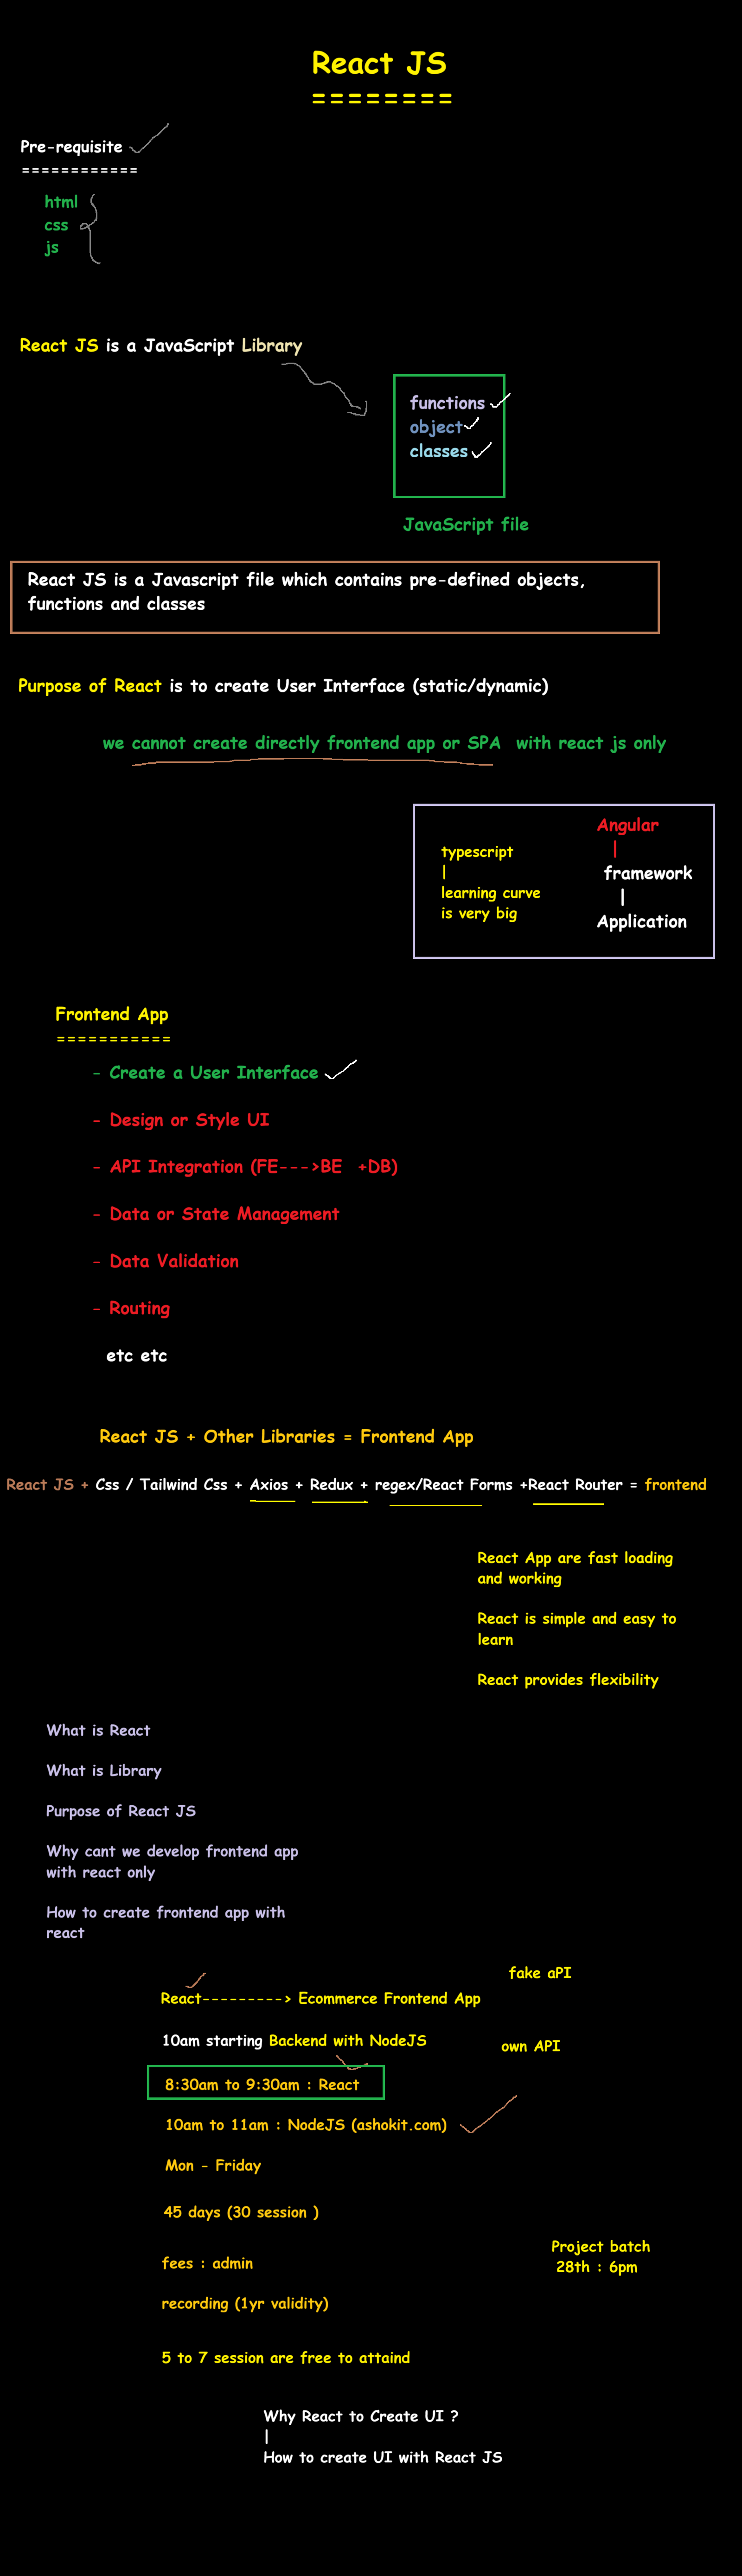 React JS
========
Pre-requisite
============
html
css
js
React JS is a JavaScript Library
functions
object
classes
JavaScript file
React JS is a Javascript file which contains pre-defined objects,
functions and classes
Purpose of React is to create User Interface (static/dynamic)
we cannot create directly frontend app or SPA with react js only
typescript
|
learning curve
is very big
Angular
|
framework
|
Application
Frontend App
===========
- Create a User Interface
- Design or Style UI
- API Integration (FE--->BE +DB)
- Data or State Management
- Data Validation
- Routing
etc etc
React JS + Other Libraries = Frontend App
React JS + Css / Tailwind Css + Axios + Redux + regex/React Forms +React Router = frontend
React App are fast loading
and working
React is simple and easy to
learn
React provides flexibility
What is React
What is Library
Purpose of React JS
Why cant we develop frontend app
with react only
How to create frontend app with
react
fake aPI
React---------> Ecommerce Frontend App
10am starting Backend with NodeJS
own API
8:30am to 9:30am : React
10am to 11am : NodeJS (ashokit.com)
Mon - Friday
45 days (30 session )
Project batch
28th : 6pm
fees : admin
recording (1yr validity)
5 to 7 session are free to attaind
Why React to Create UI ?
|
How to create UI with React JS